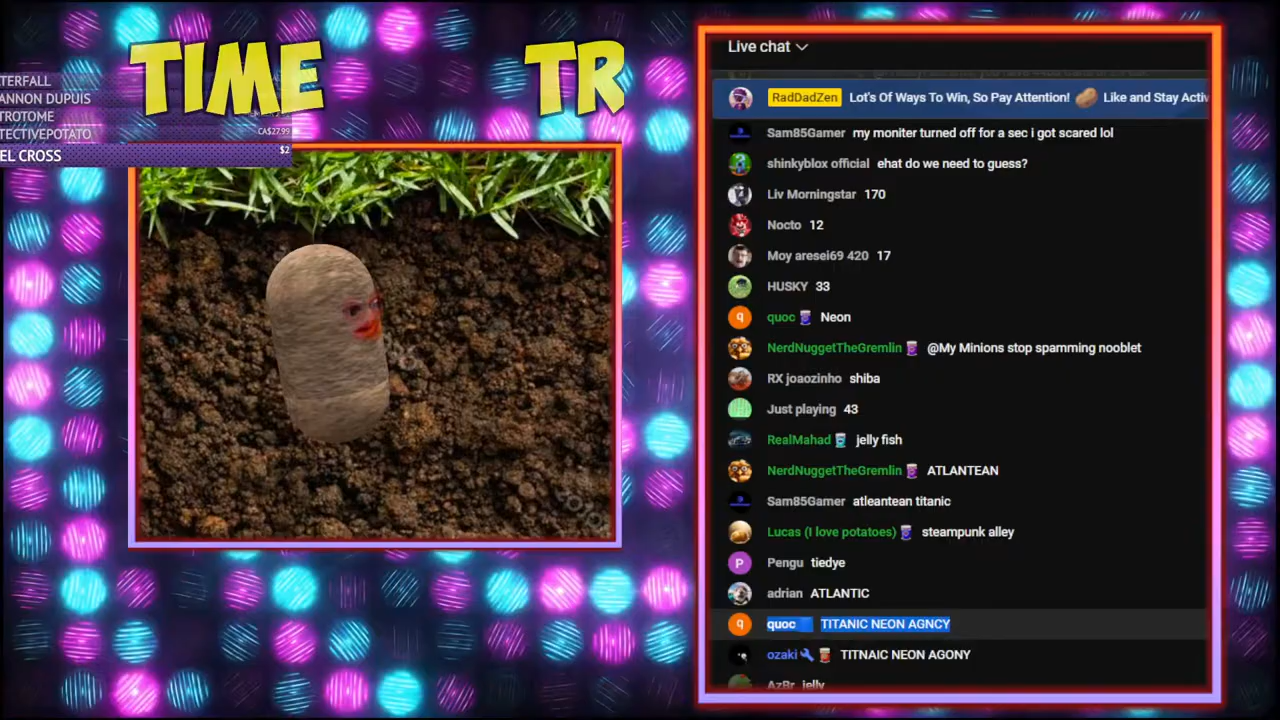 TIME TR
TERFALL
ANNON DUPUIS
TROTOME
TECTIVEPOTATO
CA$27.99
EL CROSS
$2
Live chat
RadDadZen Lot's Of Ways To Win, So Pay Attention! Like and Stay Activ
Sam85Gamer my moniter turned off for a sec i got scared lol
shinkyblox official ehat do we need to guess?
Liv Morningstar 170
Nocto 12
Moy aresei69 420 17
HUSKY 33
quoc Neon
NerdNuggetTheGremlin @My Minions stop spamming nooblet
RX joaozinho shiba
Just playing 43
RealMahad jelly fish
NerdNuggetTheGremlin ATLANTEAN
Sam85Gamer atleantean titanic
Lucas (I love potatoes) steampunk alley
Pengu tiedye
adrian ATLANTIC
quoc TITANIC NEON AGNCY
ozaki TITNAIC NEON AGONY
AzBr jelly